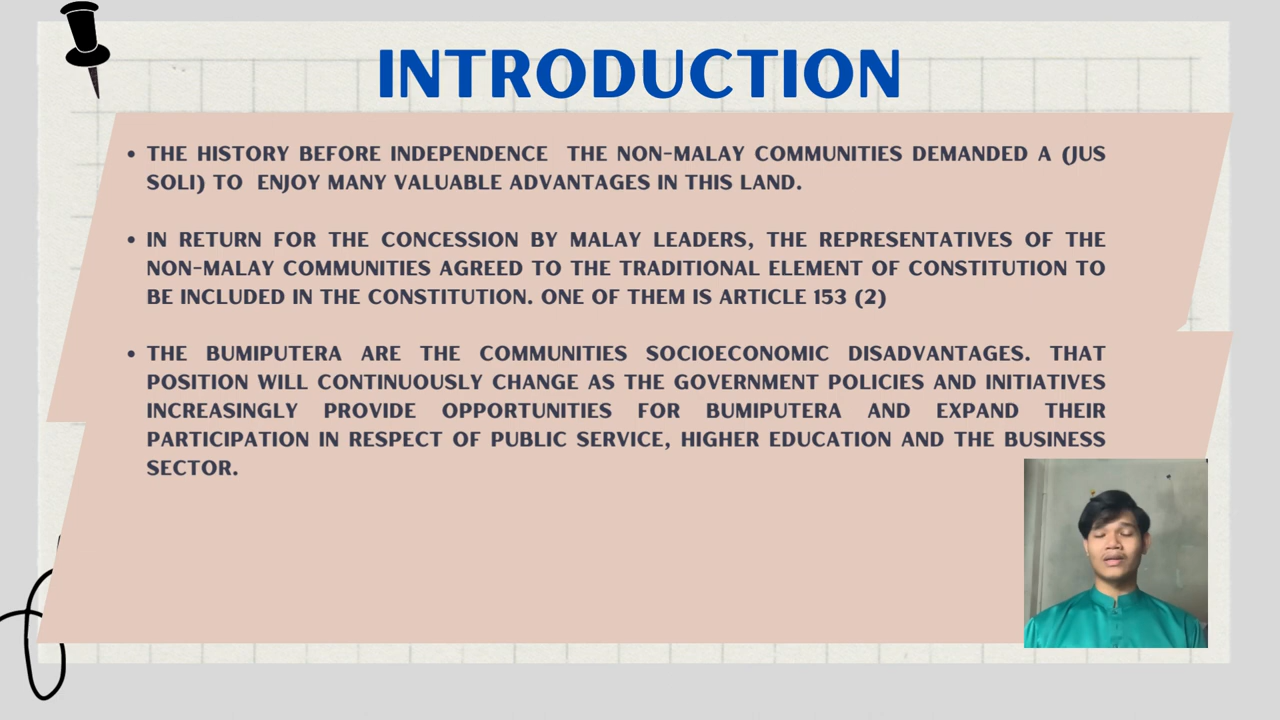 INTRODUCTION
• THE HISTORY BEFORE INDEPENDENCE THE NON-MALAY COMMUNITIES DEMANDED A (JUS
SOLI) TO ENJOY MANY VALUABLE ADVANTAGES IN THIS LAND.
• IN RETURN FOR THE CONCESSION BY MALAY LEADERS, THE REPRESENTATIVES OF THE
NON-MALAY COMMUNITIES AGREED TO THE TRADITIONAL ELEMENT OF CONSTITUTION TO
BE INCLUDED IN THE CONSTITUTION. ONE OF THEM IS ARTICLE 153 (2)
• THE BUMIPUTERA ARE THE COMMUNITIES SOCIOECONOMIC DISADVANTAGES. THAT
POSITION WILL CONTINUOUSLY CHANGE AS THE GOVERNMENT POLICIES AND INITIATIVES
INCREASINGLY PROVIDE OPPORTUNITIES FOR BUMIPUTERA AND EXPAND THEIR
PARTICIPATION IN RESPECT OF PUBLIC SERVICE, HIGHER EDUCATION AND THE BUSINESS
SECTOR.